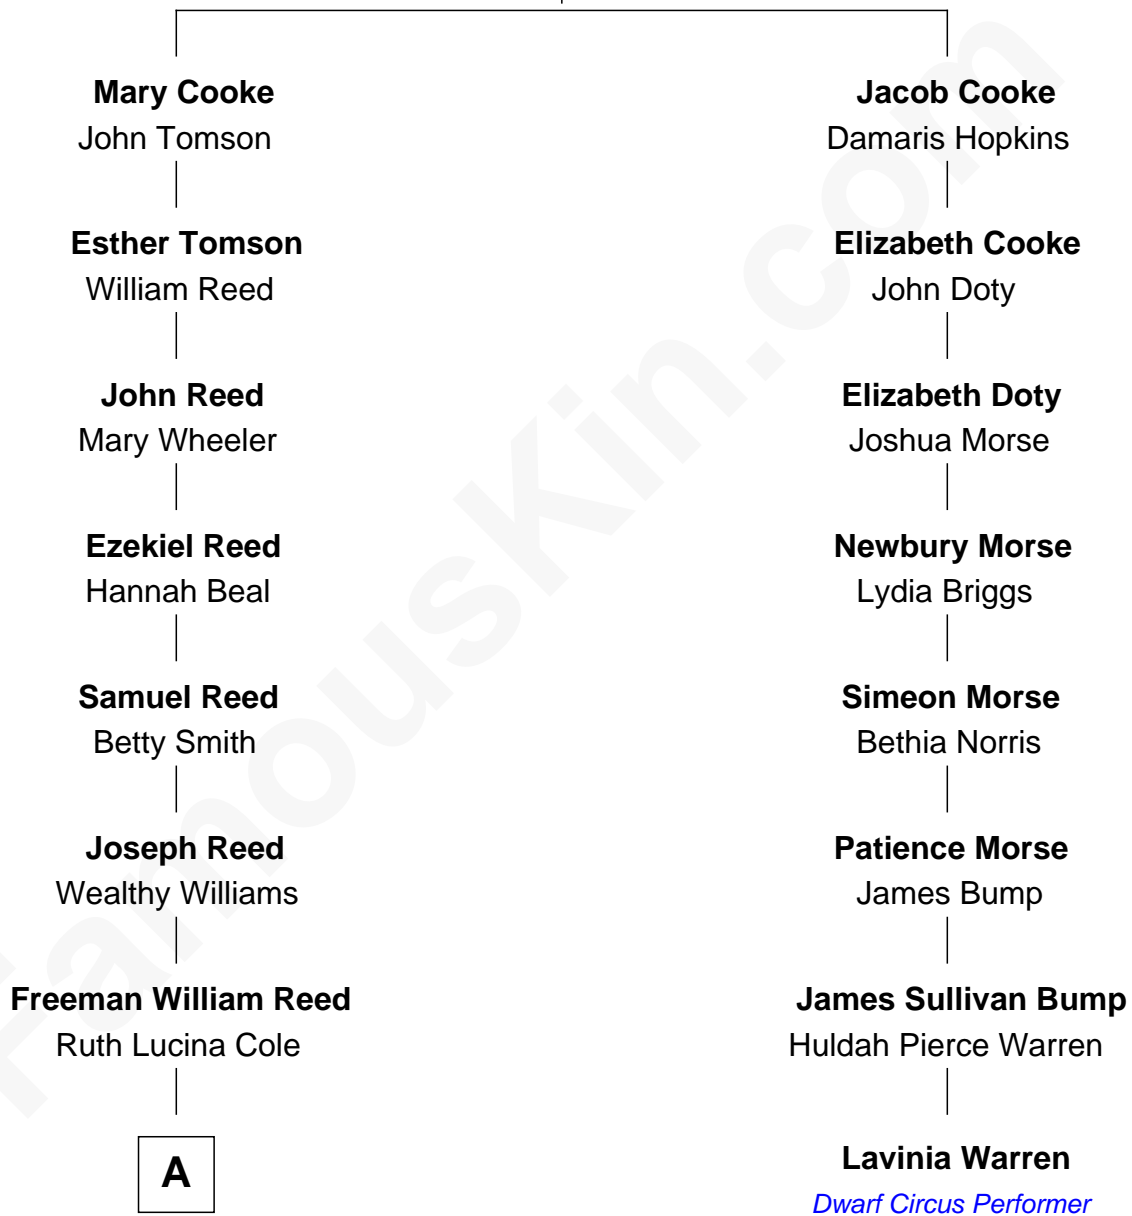 Mary Cooke
John Tomson
Jacob Cooke
Damaris Hopkins
Esther Tomson
William Reed
Elizabeth Cooke
John Doty
John Reed
Mary Wheeler
Elizabeth Doty
Joshua Morse
Ezekiel Reed
Hannah Beal
Newbury Morse
Lydia Briggs
Samuel Reed
Betty Smith
Simeon Morse
Bethia Norris
Joseph Reed
Wealthy Williams
Patience Morse
James Bump
Freeman William Reed
Ruth Lucina Cole
James Sullivan Bump
Huldah Pierce Warren
A
Lavinia Warren
Dwarf Circus Performer
FamousKin.com